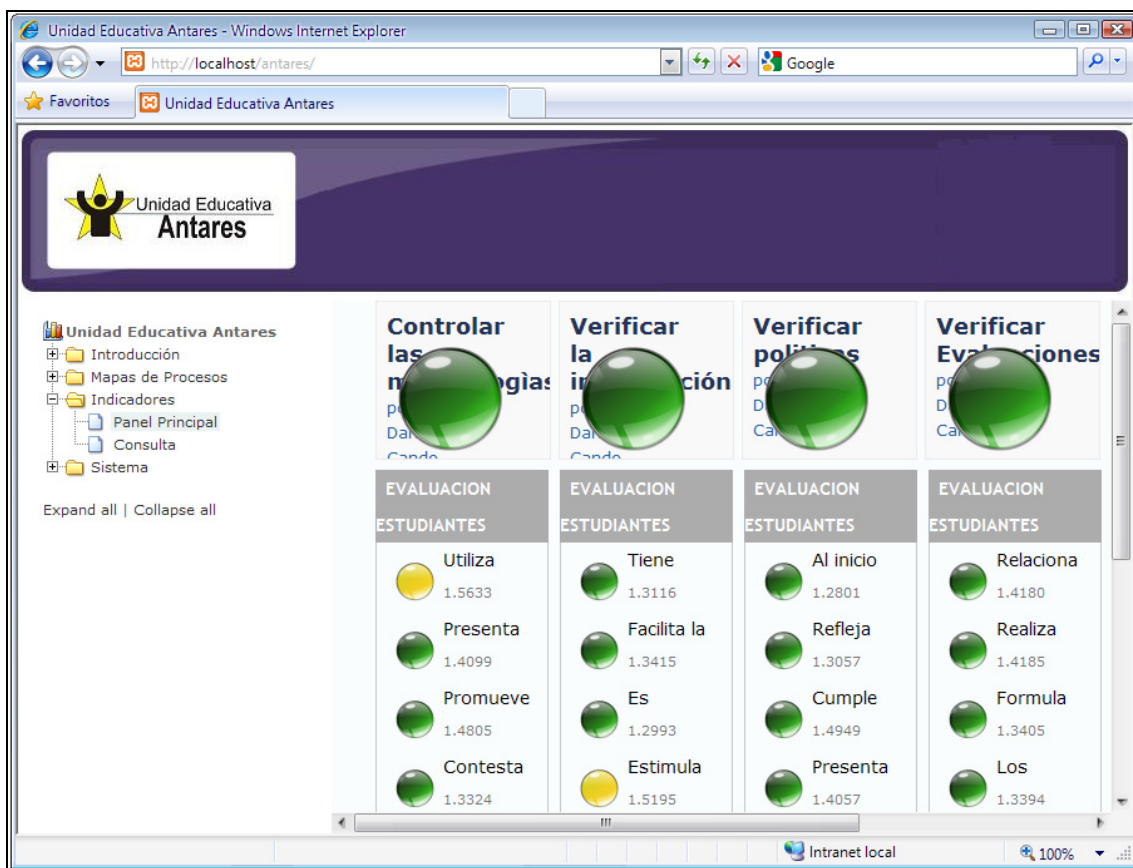 Unidad Educativa Antares - Windows Internet Explorer
http://localhost/antares/
Google
Favoritos
Unidad Educativa Antares
Unidad Educativa
Antares
Unidad Educativa Antares
Introducción
Mapas de Procesos
Indicadores
Panel Principal
Consulta
Sistema
Expand all | Collapse all
Controlar
las
Verificar
la
Verificar
Verificar
EVALUACION
ESTUDIANTES
Utiliza
1.5633
Presenta
1.4099
Promueve
1.4805
Contesta
1.3324
EVALUACION
ESTUDIANTES
Tiene
1.3116
Facilita la
1.3415
Es
1.2993
Estimula
1.5195
EVALUACION
ESTUDIANTES
Al inicio
1.2801
Refleja
1.3057
Cumple
1.4949
Presenta
1.4057
EVALUACION
ESTUDIANTES
Relaciona
1.4180
Realiza
1.4185
Formula
1.3405
Los
1.3394
Intranet local
100%